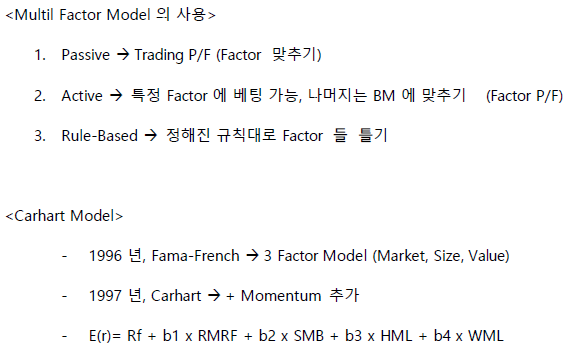 <Multil Factor Model 의 사용>
1. Passive → Trading P/F (Factor 맞추기)
2. Active → 특정 Factor 에 베팅 가능, 나머지는 BM 에 맞추기 (Factor P/F)
3. Rule-Based → 정해진 규칙대로 Factor 들 틀기
<Carhart Model>
- 1996 년, Fama-French → 3 Factor Model (Market, Size, Value)
- 1997 년, Carhart → + Momentum 추가
- E(r)= Rf + b1 x RMRF + b2 x SMB + b3 x HML + b4 x WML